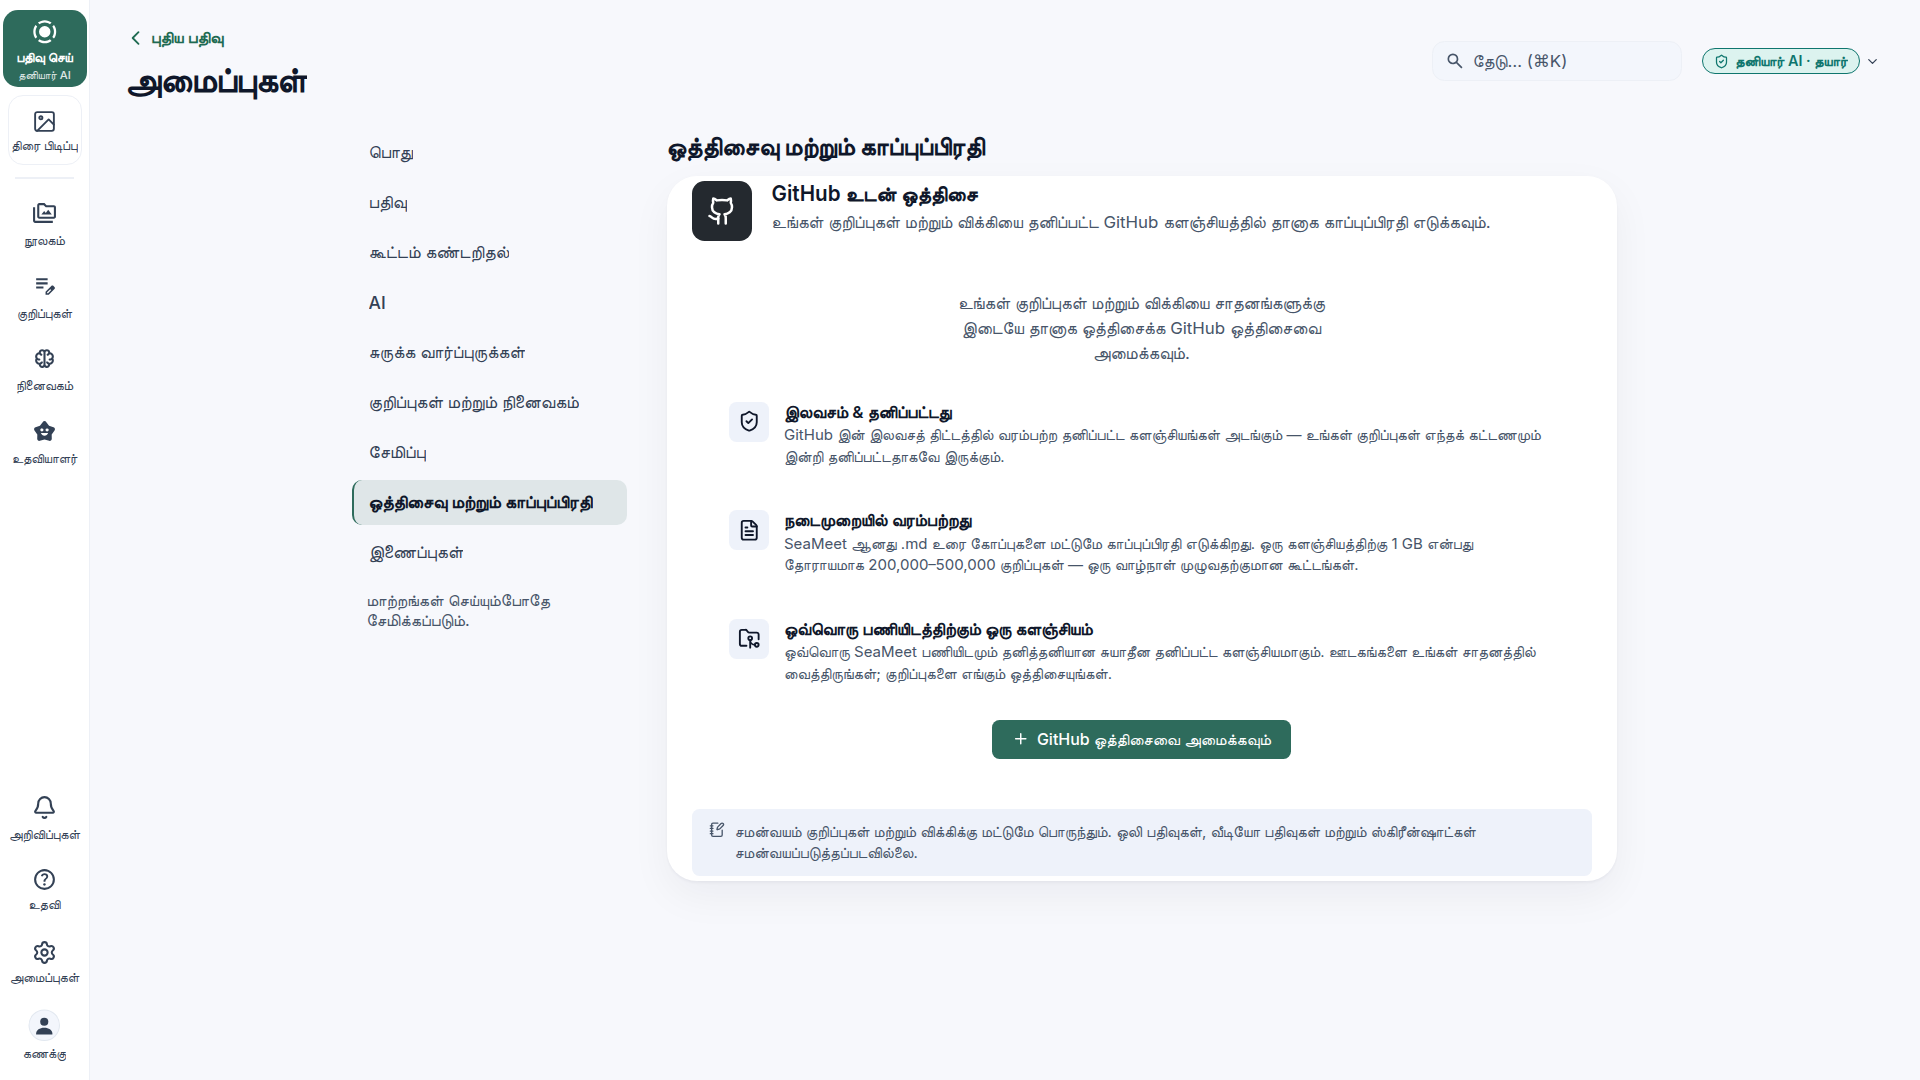 பதிவு செய்
தனியார் AI
திரை பிடிப்பு
நூலகம்
குறிப்புகள்
நினைவகம்
உதவியாளர்
அறிவிப்புகள்
உதவி
அமைப்புகள்
கணக்கு
புதிய பதிவு
அமைப்புகள்
தேடு... (⌘K)
தனியார் AI · தயார்
பொது
பதிவு
கூட்டம் கண்டறிதல்
AI
சுருக்க வார்ப்புருக்கள்
குறிப்புகள் மற்றும் நினைவகம்
சேமிப்பு
ஒத்திசைவு மற்றும் காப்புப்பிரதி
இணைப்புகள்
மாற்றங்கள் செய்யும்போதே
சேமிக்கப்படும்.
ஒத்திசைவு மற்றும் காப்புப்பிரதி
GitHub உடன் ஒத்திசை
உங்கள் குறிப்புகள் மற்றும் விக்கியை தனிப்பட்ட GitHub களஞ்சியத்தில் தானாக காப்புப்பிரதி எடுக்கவும்.
உங்கள் குறிப்புகள் மற்றும் விக்கியை சாதனங்களுக்கு
இடையே தானாக ஒத்திசைக்க GitHub ஒத்திசைவை
அமைக்கவும்.
இலவசம் & தனிப்பட்டது
GitHub இன் இலவசத் திட்டத்தில் வரம்பற்ற தனிப்பட்ட களஞ்சியங்கள் அடங்கும் — உங்கள் குறிப்புகள் எந்தக் கட்டணமும்
இன்றி தனிப்பட்டதாகவே இருக்கும்.
நடைமுறையில் வரம்பற்றது
SeaMeet ஆனது .md உரை கோப்புகளை மட்டுமே காப்புப்பிரதி எடுக்கிறது. ஒரு களஞ்சியத்திற்கு 1 GB என்பது
தோராயமாக 200,000–500,000 குறிப்புகள் — ஒரு வாழ்நாள் முழுவதற்குமான கூட்டங்கள்.
ஒவ்வொரு பணியிடத்திற்கும் ஒரு களஞ்சியம்
ஒவ்வொரு SeaMeet பணியிடமும் தனித்தனியான சுயாதீன தனிப்பட்ட களஞ்சியமாகும். ஊடகங்களை உங்கள் சாதனத்தில்
வைத்திருங்கள்; குறிப்புகளை எங்கும் ஒத்திசையுங்கள்.
GitHub ஒத்திசைவை அமைக்கவும்
சமன்வயம் குறிப்புகள் மற்றும் விக்கிக்கு மட்டுமே பொருந்தும். ஒலி பதிவுகள், வீடியோ பதிவுகள் மற்றும் ஸ்கிரீன்ஷாட்கள்
சமன்வயப்படுத்தப்படவில்லை.